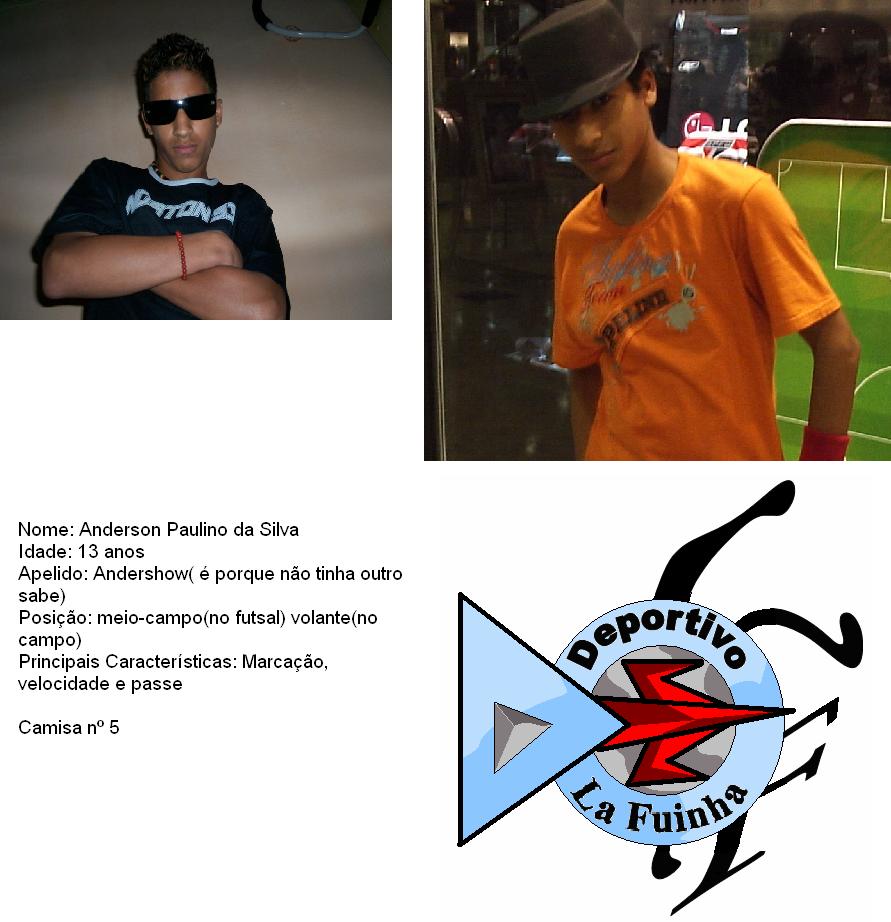 LG
Nome: Anderson Paulino da Silva
Idade: 13 anos
Apelido: Andershow( é porque não tinha outro
sabe)
Posição: meio-campo(no futsal) volante(no
campo)
Principais Características: Marcação,
velocidade e passe
Camisa nº 5
Deportivo
La Fuinha